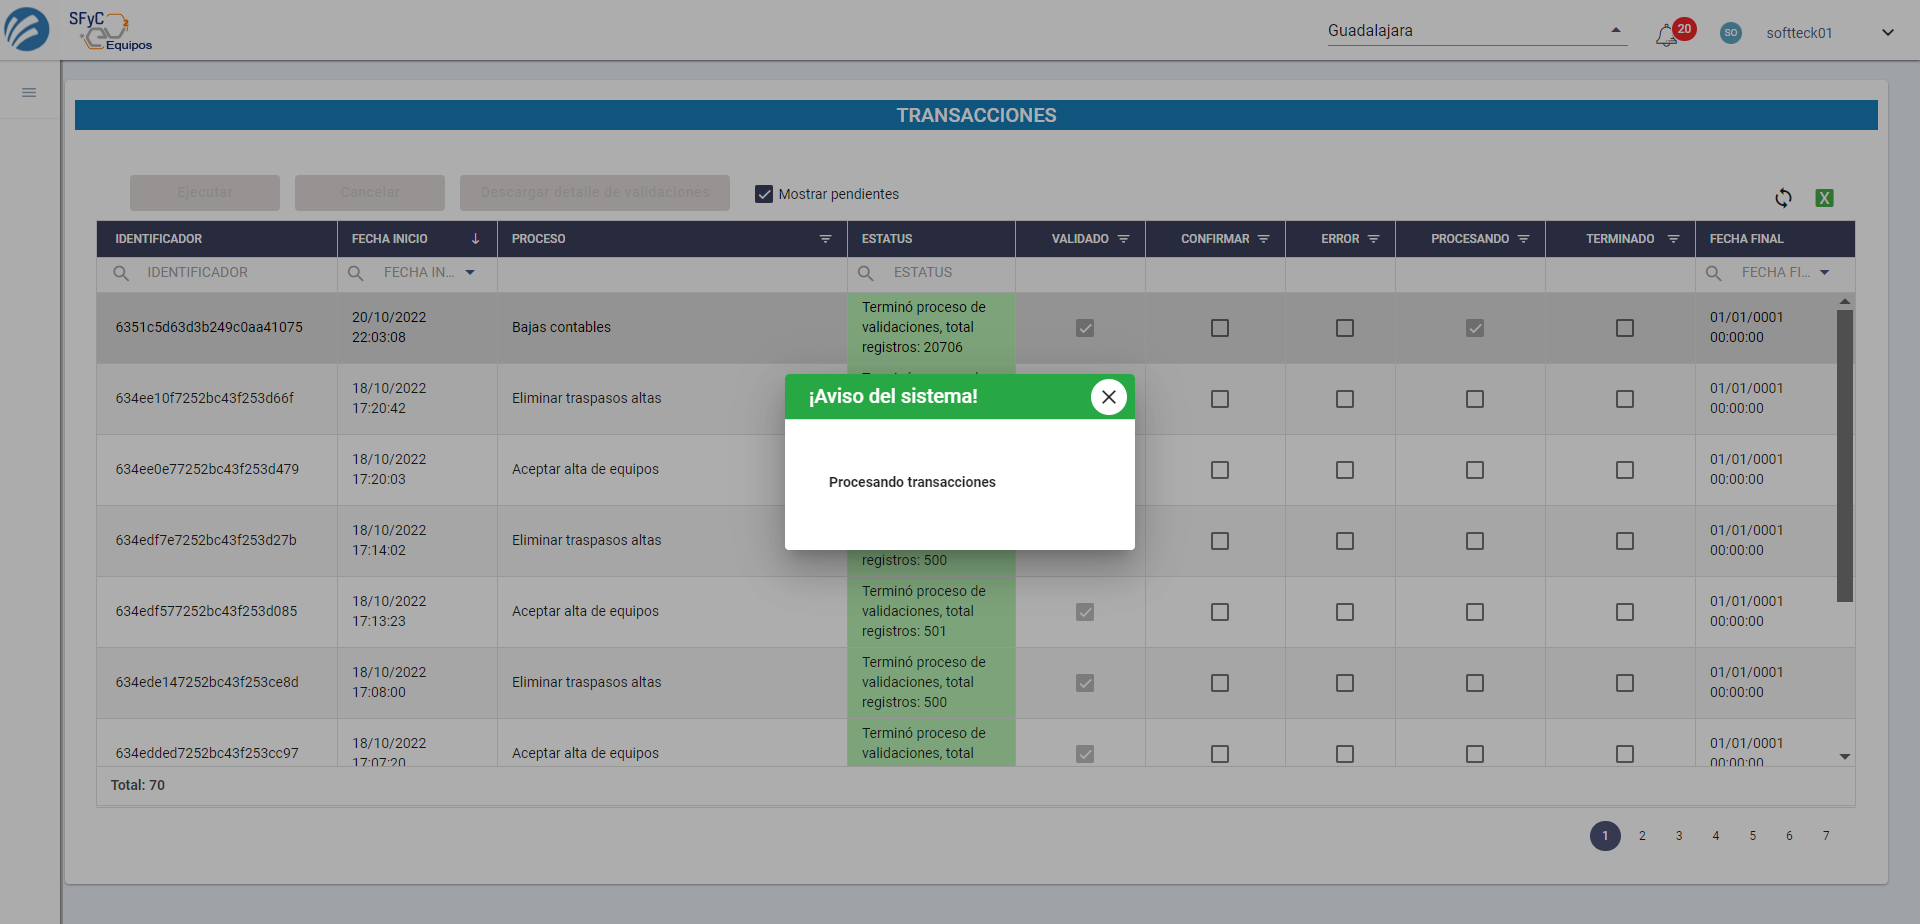 SFyC
Equipos
Guadalajara
20
SO
softteck01
TRANSACCIONES
Ejecutar
Cancelar
Descargar detalle de validaciones
Mostrar pendientes
X
IDENTIFICADOR
FECHA INICIO
PROCESO
ESTATUS
VALIDADO
CONFIRMAR
ERROR
PROCESANDO
TERMINADO
FECHA FINAL
IDENTIFICADOR
FECHA IN...
ESTATUS
FECHA FI...
6351c5d63d3b249c0aa41075
20/10/2022
22:03:08
Bajas contables
Terminó proceso de
validaciones, total
registros: 20706
01/01/0001
00:00:00
634ee10f7252bc43f253d66f
18/10/2022
17:20:42
Eliminar traspasos altas
01/01/0001
00:00:00
¡Aviso del sistema!
Procesando transacciones
634ee0e77252bc43f253d479
18/10/2022
17:20:03
Aceptar alta de equipos
01/01/0001
00:00:00
634edf7e7252bc43f253d27b
18/10/2022
17:14:02
Eliminar traspasos altas
registros: 500
01/01/0001
00:00:00
634edf577252bc43f253d085
18/10/2022
17:13:23
Aceptar alta de equipos
Terminó proceso de
validaciones, total
registros: 501
01/01/0001
00:00:00
634ede147252bc43f253ce8d
18/10/2022
17:08:00
Eliminar traspasos altas
Terminó proceso de
validaciones, total
registros: 500
01/01/0001
00:00:00
634edded7252bc43f253cc97
18/10/2022
17:07:20
Aceptar alta de equipos
Terminó proceso de
validaciones, total
01/01/0001
00:00:00
Total: 70
1 2 3 4 5 6 7